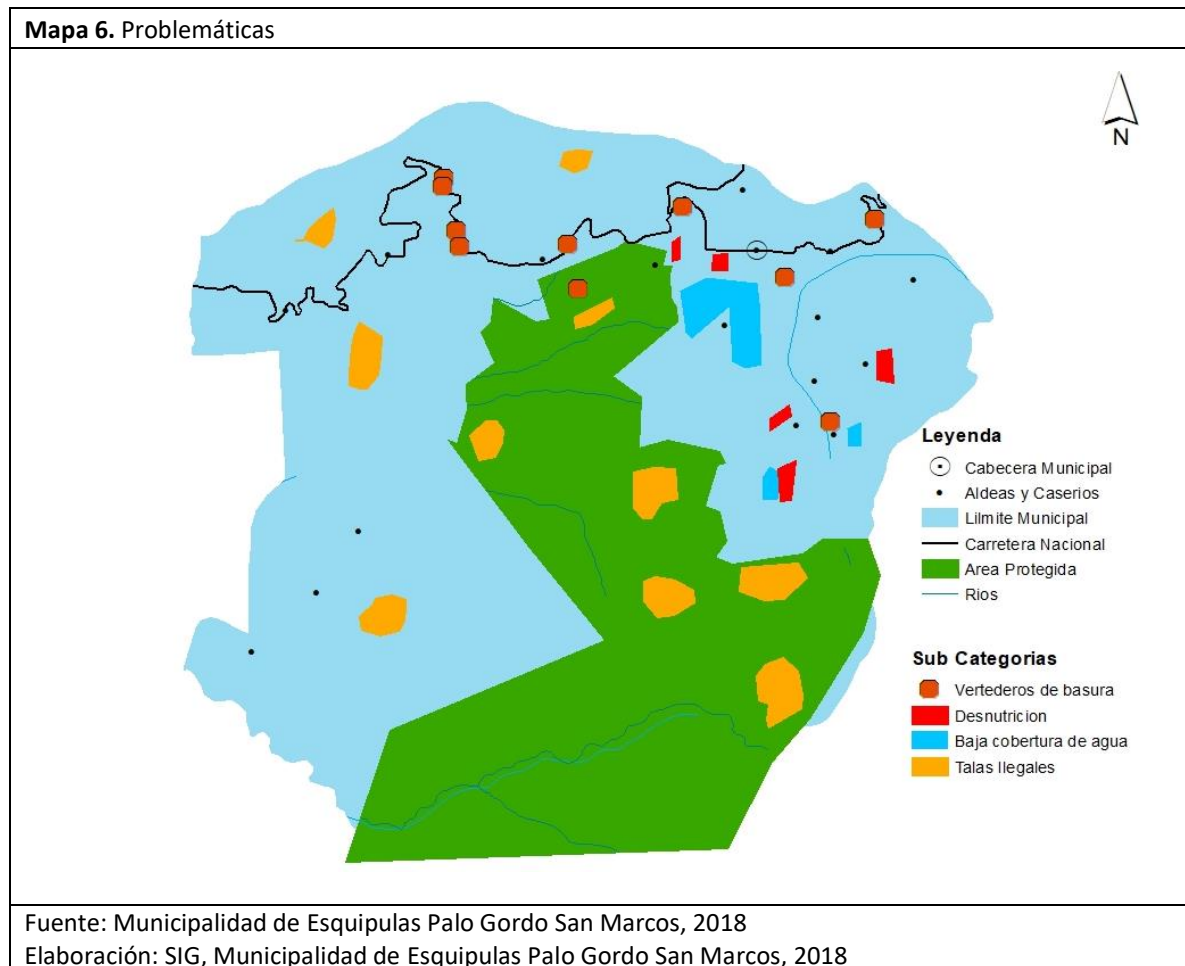 Mapa 6. Problemáticas
N
Leyenda
Cabecera Municipal
Aldeas y Caserios
Lilmite Municipal
Carretera Nacional
Area Protegida
Rios
Sub Categorias
Vertederos de basura
Desnutricion
Baja cobertura de agua
Talas Ilegales
Fuente: Municipalidad de Esquipulas Palo Gordo San Marcos, 2018
Elaboración: SIG, Municipalidad de Esquipulas Palo Gordo San Marcos, 2018